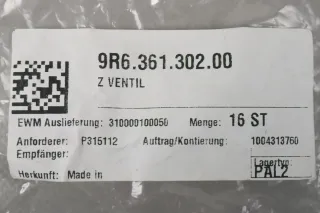 9R6.361.302.00
Z VENTIL
EWM Auslieferung: 310000100050 Menge: 16 ST
Anforderer: P315112 Auftrag/Kontierung: 1004313760
Empfänger:
Lagertyp:
Herkunft: Made in PAL2